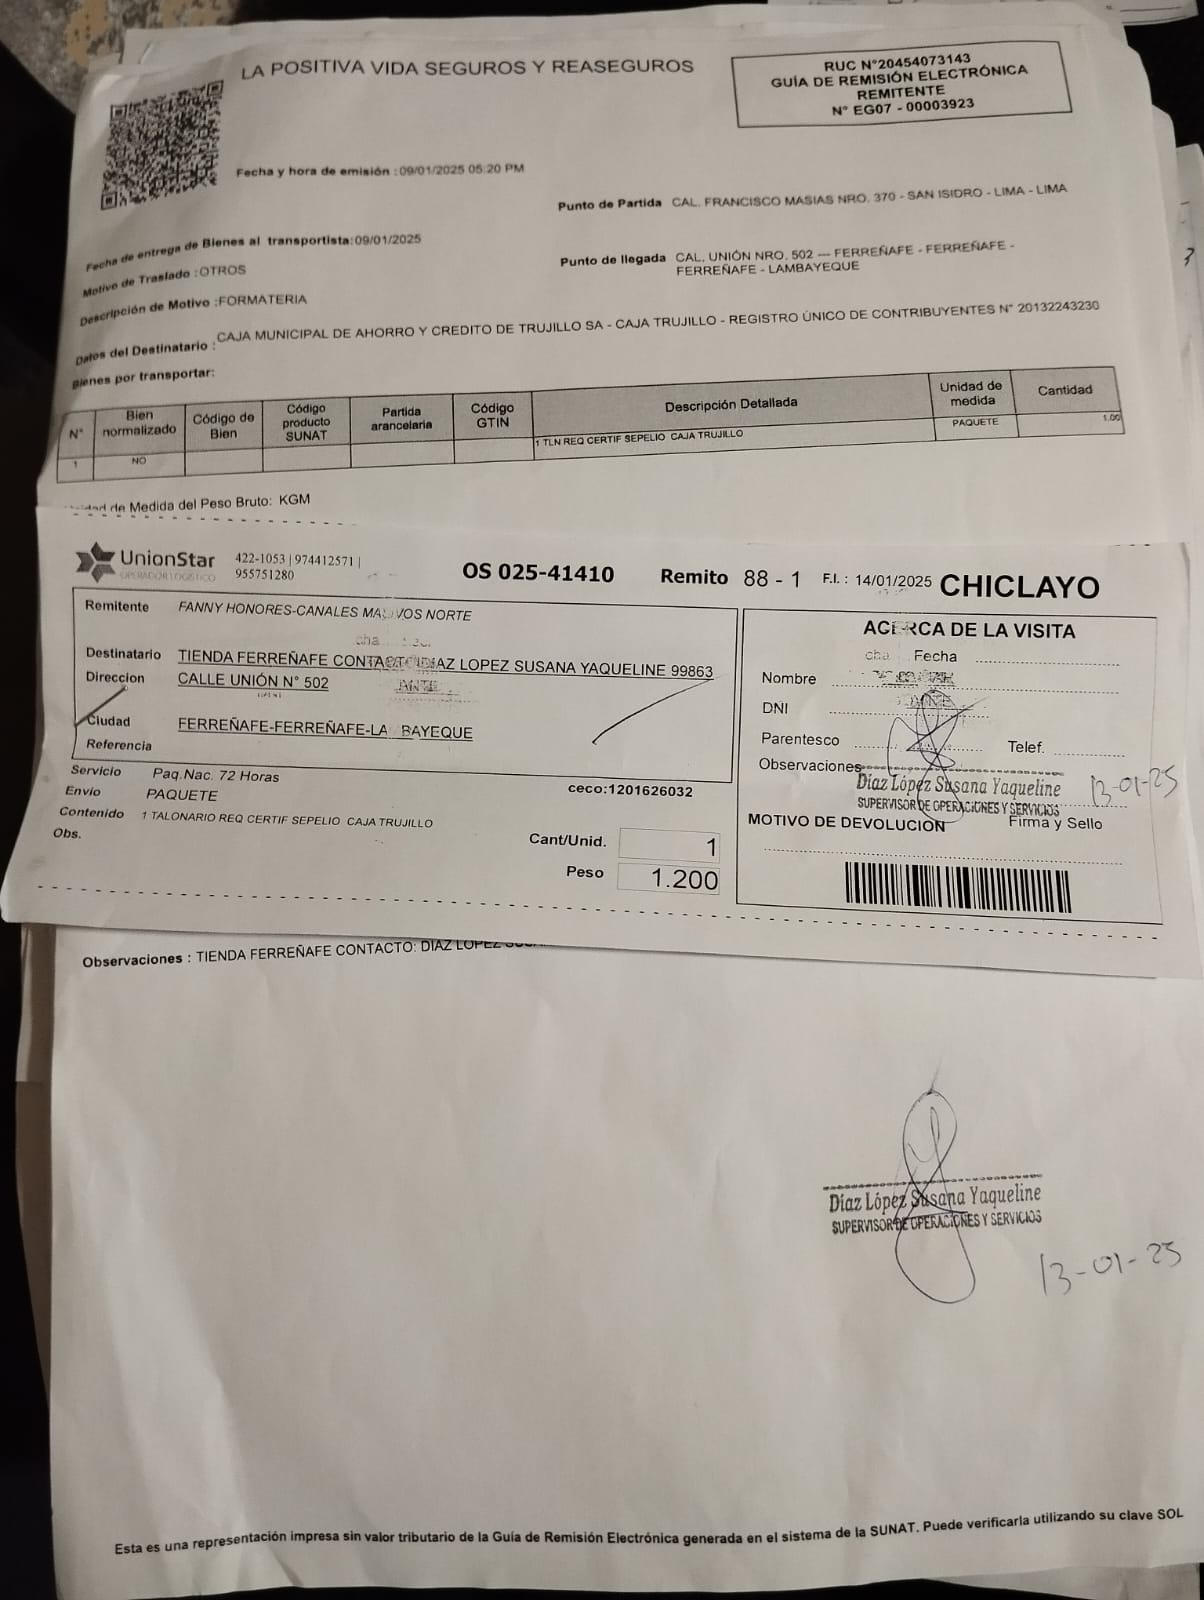 LA POSITIVA VIDA SEGUROS Y REASEGUROS
RUC N°20454073143
GUÍA DE REMISIÓN ELECTRÓNICA
REMITENTE
N° EG07 - 00003923
Fecha y hora de emisión : 09/01/2025 05:20 PM
Punto de Partida CAL. FRANCISCO MASIAS NRO. 370 - SAN ISIDRO - LIMA - LIMA
Fecha de entrega de Bienes al transportista: 09/01/2025
Punto de llegada CAL. UNIÓN NRO. 502 --- FERREÑAFE - FERREÑAFE -
FERREÑAFE - LAMBAYEQUE
Motivo de Traslado : OTROS
Descripción de Motivo : FORMATERIA
Datos del Destinatario : CAJA MUNICIPAL DE AHORRO Y CREDITO DE TRUJILLO SA - CAJA TRUJILLO - REGISTRO ÚNICO DE CONTRIBUYENTES N° 20132243230
Bienes por transportar:
N° Bien normalizado Código de Bien Código producto SUNAT Partida arancelaria Código GTIN Descripción Detallada Unidad de medida Cantidad
1 NO 1 TLN REQ CERTIF SEPELIO CAJA TRUJILLO PAQUETE 1.00
de Medida del Peso Bruto: KGM
UnionStar
OPERADOR LOGISTICO
422-1053 | 974412571 |
955751280
OS 025-41410 Remito 88 - 1 F.I. : 14/01/2025 CHICLAYO
Remitente FANNY HONORES-CANALES NORTE
Destinatario TIENDA FERREÑAFE CONTACTO: DIAZ LOPEZ SUSANA YAQUELINE 99863
Direccion CALLE UNIÓN N° 502
Ciudad FERREÑAFE-FERREÑAFE-LA BAYEQUE
Referencia
Servicio Paq.Nac. 72 Horas
Envío PAQUETE
Contenido 1 TALONARIO REQ CERTIF SEPELIO CAJA TRUJILLO
Obs.
ceco:1201626032
Cant/Unid. 1
Peso 1.200
ACERCA DE LA VISITA
Fecha
Nombre
DNI
Parentesco Telef.
Observaciones
Díaz López Susana Yaqueline
SUPERVISOR DE OPERACIONES Y SERVICIOS
13-01-25
Firma y Sello
MOTIVO DE DEVOLUCION
Observaciones : TIENDA FERREÑAFE CONTACTO: DIAZ LOPEZ
Díaz López Susana Yaqueline
SUPERVISOR DE OPERACIONES Y SERVICIOS
13-01-25
Esta es una representación impresa sin valor tributario de la Guía de Remisión Electrónica generada en el sistema de la SUNAT. Puede verificarla utilizando su clave SOL